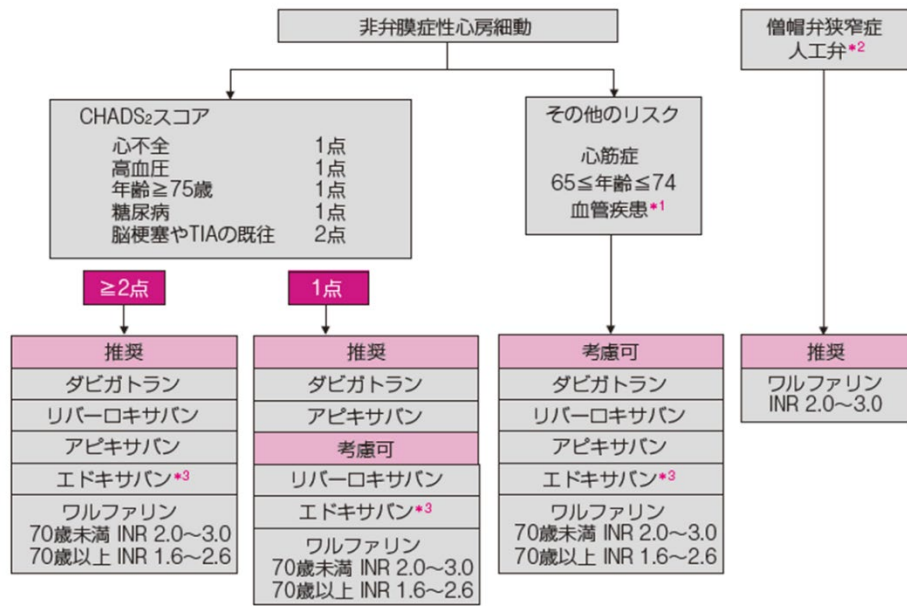 非弁膜症性心房細動
僧帽弁狭窄症
人工弁*2
CHADS2スコア
心不全 1点
高血圧 1点
年齢≧75歳 1点
糖尿病 1点
脳梗塞やTIAの既往 2点
その他のリスク
心筋症
65≦年齢≦74
血管疾患*1
≧2点
1点
推奨
ダビガトラン
リバーロキサバン
アピキサバン
エドキサバン*3
ワルファリン
70歳未満 INR 2.0〜3.0
70歳以上 INR 1.6〜2.6
推奨
ダビガトラン
アピキサバン
考慮可
リバーロキサバン
エドキサバン*3
ワルファリン
70歳未満 INR 2.0〜3.0
70歳以上 INR 1.6〜2.6
考慮可
ダビガトラン
リバーロキサバン
アピキサバン
エドキサバン*3
ワルファリン
70歳未満 INR 2.0〜3.0
70歳以上 INR 1.6〜2.6
推奨
ワルファリン
INR 2.0〜3.0